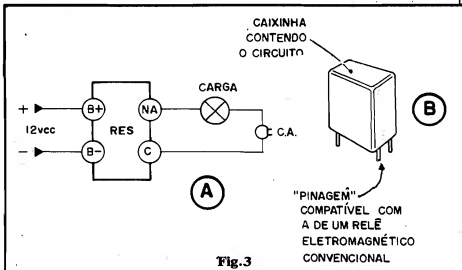 CAIXINHA
CONTENDO
O CIRCUITO
CARGA
B+
NA
+
12vcc
RES
C.A.
-
B-
C
A
B
"PINAGEM"
COMPATÍVEL COM
A DE UM RELÊ
ELETROMAGNÉTICO
CONVENCIONAL
Fig.3